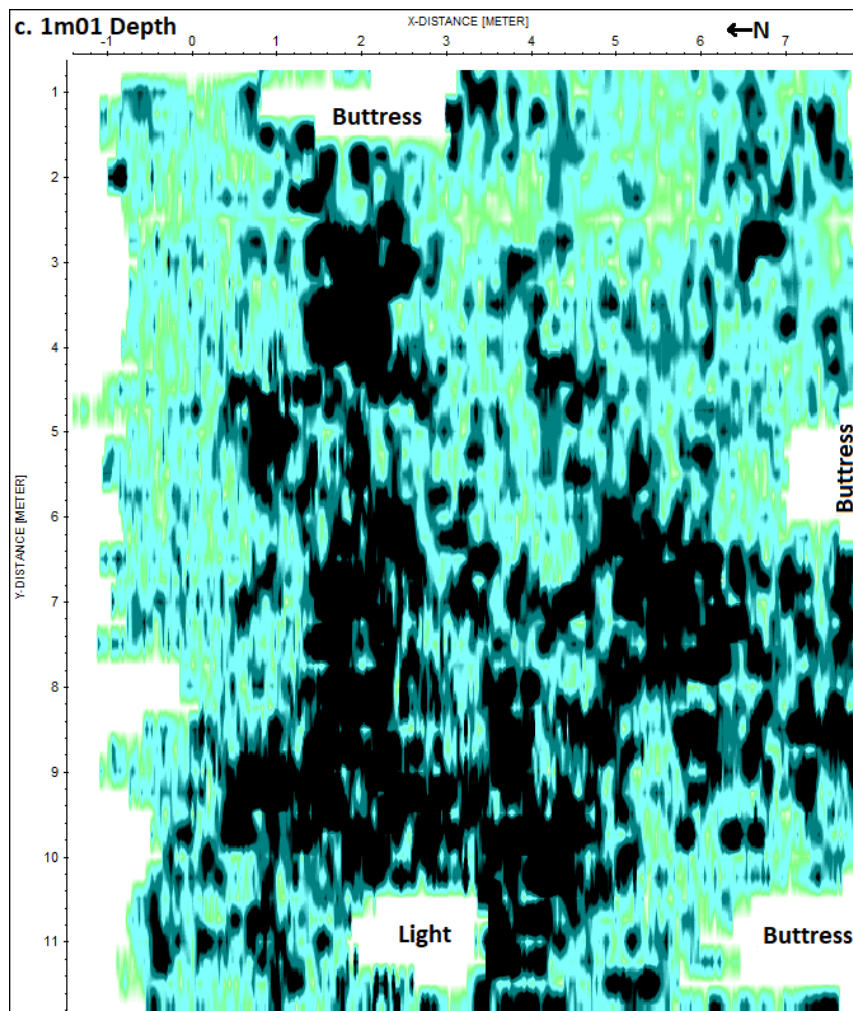 c. 1m01 Depth
X-DISTANCE [METER]
←N
-1 0 1 2 3 4 5 6 7
Y-DISTANCE [METER]
1
2
3
4
5
6
7
8
9
10
11
Buttress
Buttress
Light
Buttress